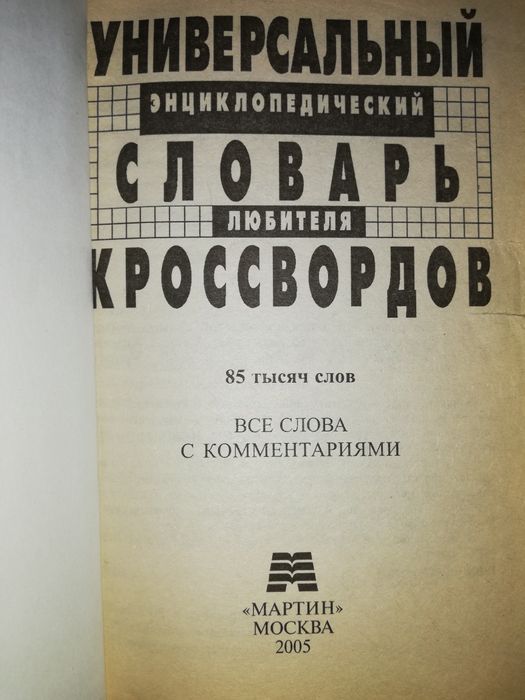 УНИВЕРСАЛЬНЫЙ
ЭНЦИКЛОПЕДИЧЕСКИЙ
СЛОВАРЬ
ЛЮБИТЕЛЯ
КРОССВОРДОВ
85 тысяч слов
ВСЕ СЛОВА
С КОММЕНТАРИЯМИ
«МАРТИН»
МОСКВА
2005